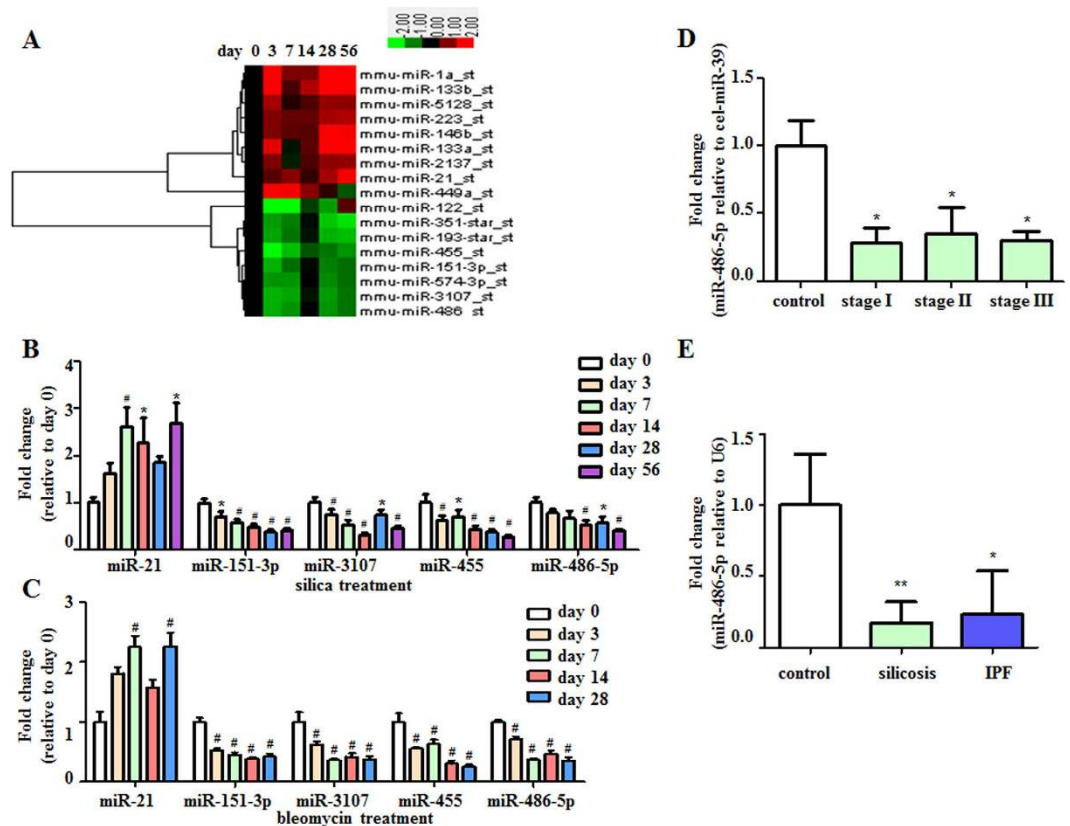 A
-2.00
-1.00
0.00
1.00
2.00
day 0 3 7 14 28 56
mmu-miR-1a_st
mmu-miR-133b_st
mmu-miR-5128_st
mmu-miR-223_st
mmu-miR-146b_st
mmu-miR-133a_st
mmu-miR-2137_st
mmu-miR-21_st
mmu-miR-449a_st
mmu-miR-122_st
mmu-miR-351-star_st
mmu-miR-193-star_st
mmu-miR-455_st
mmu-miR-151-3p_st
mmu-miR-574-3p_st
mmu-miR-3107_st
mmu-miR-486_st
B
Fold change
(relative to day 0)
4
3
2
1
0
# * *
* # # # #
# # # * #
# * # # #
# * #
day 0
day 3
day 7
day 14
day 28
day 56
miR-21 miR-151-3p miR-3107 miR-455 miR-486-5p
silica treatment
C
Fold change
(relative to day 0)
3
2
1
0
# #
# # # #
# # # #
# # # #
# # # #
day 0
day 3
day 7
day 14
day 28
miR-21 miR-151-3p miR-3107 miR-455 miR-486-5p
bleomycin treatment
D
Fold change
(miR-486-5p relative to cel-miR-39)
1.5
1.0
0.5
0.0
* * *
control stage I stage II stage III
E
Fold change
(miR-486-5p relative to U6)
1.5
1.0
0.5
0.0
** *
control silicosis IPF